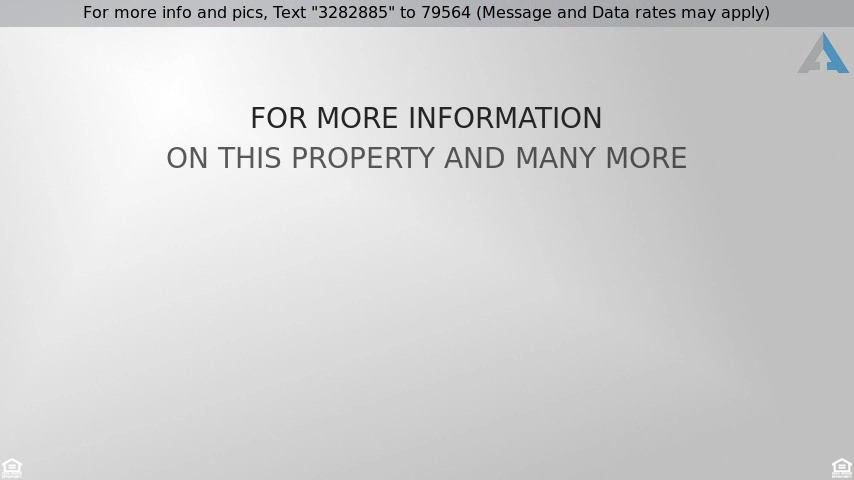 For more info and pics, Text "3282885" to 79564 (Message and Data rates may apply)
FOR MORE INFORMATION
ON THIS PROPERTY AND MANY MORE